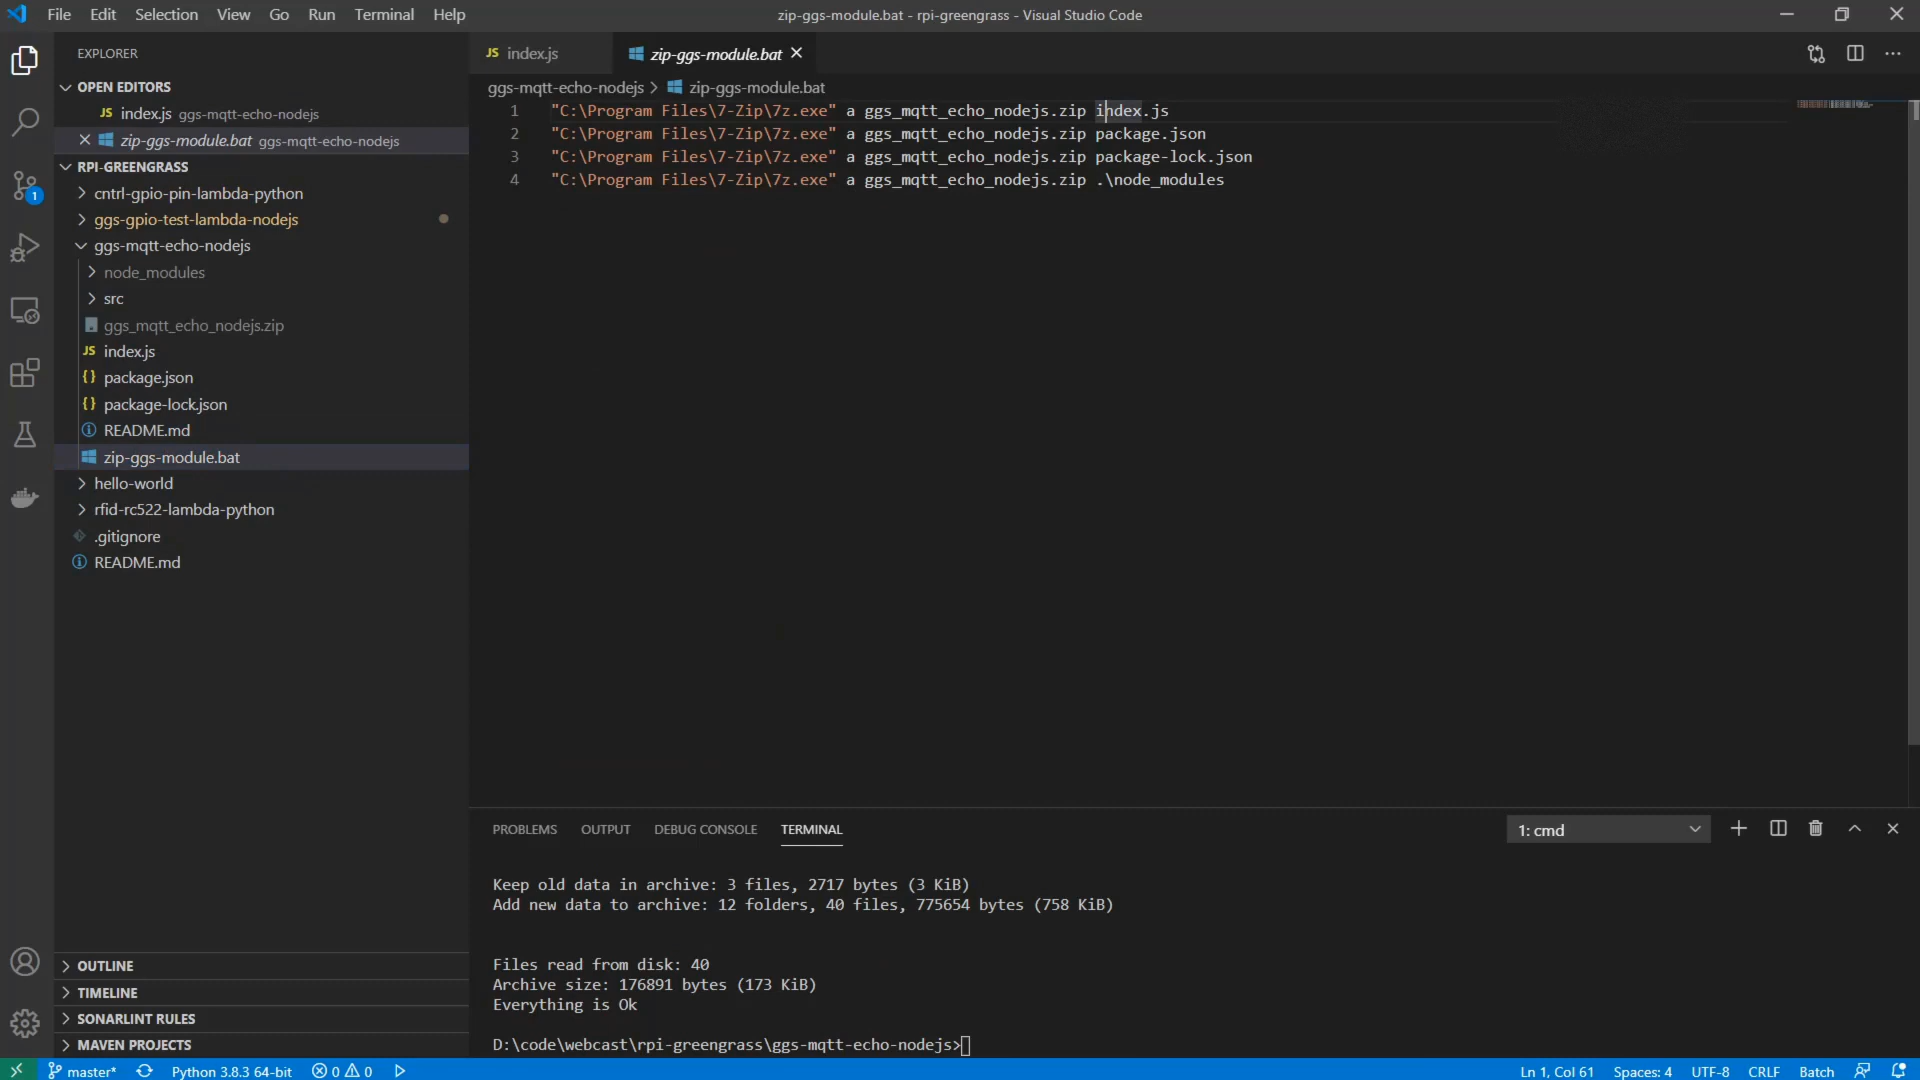 File Edit Selection View Go Run Terminal Help
zip-ggs-module.bat - rpi-greengrass - Visual Studio Code
EXPLORER
OPEN EDITORS
JS index.js ggs-mqtt-echo-nodejs
zip-ggs-module.bat ggs-mqtt-echo-nodejs
RPI-GREENGRASS
cntrl-gpio-pin-lambda-python
ggs-gpio-test-lambda-nodejs
ggs-mqtt-echo-nodejs
node_modules
src
ggs_mqtt_echo_nodejs.zip
JS index.js
{} package.json
{} package-lock.json
README.md
zip-ggs-module.bat
hello-world
rfid-rc522-lambda-python
.gitignore
README.md
OUTLINE
TIMELINE
SONARLINT RULES
MAVEN PROJECTS
1
JS index.js
zip-ggs-module.bat
ggs-mqtt-echo-nodejs > zip-ggs-module.bat
1 "C:\Program Files\7-Zip\7z.exe" a ggs_mqtt_echo_nodejs.zip index.js
2 "C:\Program Files\7-Zip\7z.exe" a ggs_mqtt_echo_nodejs.zip package.json
3 "C:\Program Files\7-Zip\7z.exe" a ggs_mqtt_echo_nodejs.zip package-lock.json
4 "C:\Program Files\7-Zip\7z.exe" a ggs_mqtt_echo_nodejs.zip .\node_modules
PROBLEMS OUTPUT DEBUG CONSOLE TERMINAL
1: cmd
Keep old data in archive: 3 files, 2717 bytes (3 KiB)
Add new data to archive: 12 folders, 40 files, 775654 bytes (758 KiB)
Files read from disk: 40
Archive size: 176891 bytes (173 KiB)
Everything is Ok
D:\code\webcast\rpi-greengrass\ggs-mqtt-echo-nodejs>
master* Python 3.8.3 64-bit 0 0
Ln 1, Col 61 Spaces: 4 UTF-8 CRLF Batch